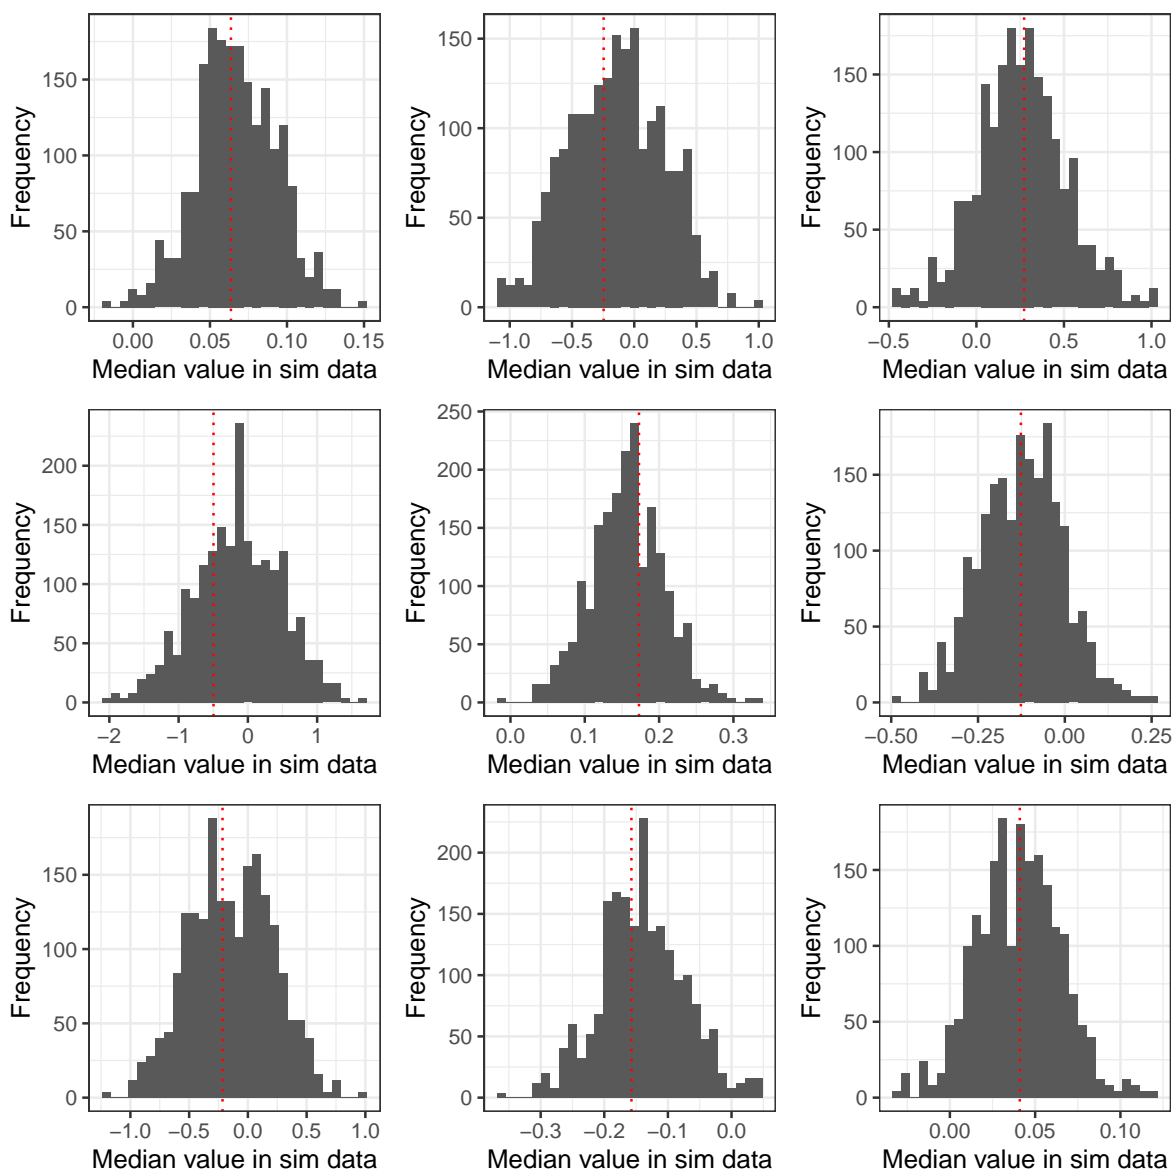 150
100
50
0
Frequency
0.00 0.05 0.10 0.15
Median value in sim data
150
100
50
0
Frequency
−1.0 −0.5 0.0 0.5 1.0
Median value in sim data
150
100
50
0
Frequency
−0.5 0.0 0.5 1.0
Median value in sim data
200
150
100
50
0
Frequency
−2 −1 0 1
Median value in sim data
250
200
150
100
50
0
Frequency
0.0 0.1 0.2 0.3
Median value in sim data
150
100
50
0
Frequency
−0.50 −0.25 0.00 0.25
Median value in sim data
150
100
50
0
Frequency
−1.0 −0.5 0.0 0.5 1.0
Median value in sim data
200
150
100
50
0
Frequency
−0.3 −0.2 −0.1 0.0
Median value in sim data
150
100
50
0
Frequency
0.00 0.05 0.10
Median value in sim data